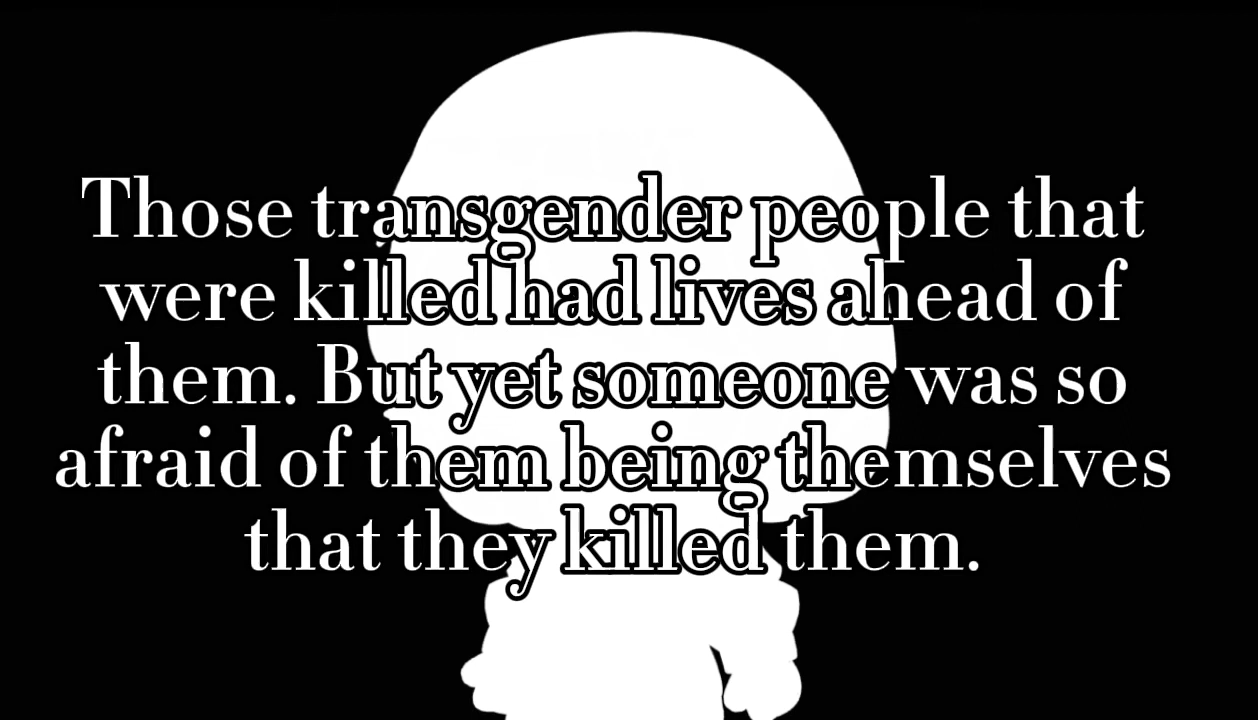 Those transgender people that
were killed had lives ahead of
them. But yet someone was so
afraid of them being themselves
that they killed them.